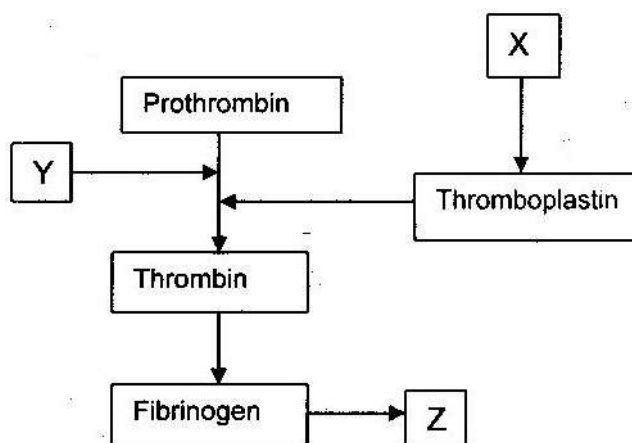 X
Prothrombin
Y
Thromboplastin
Thrombin
Fibrinogen
Z